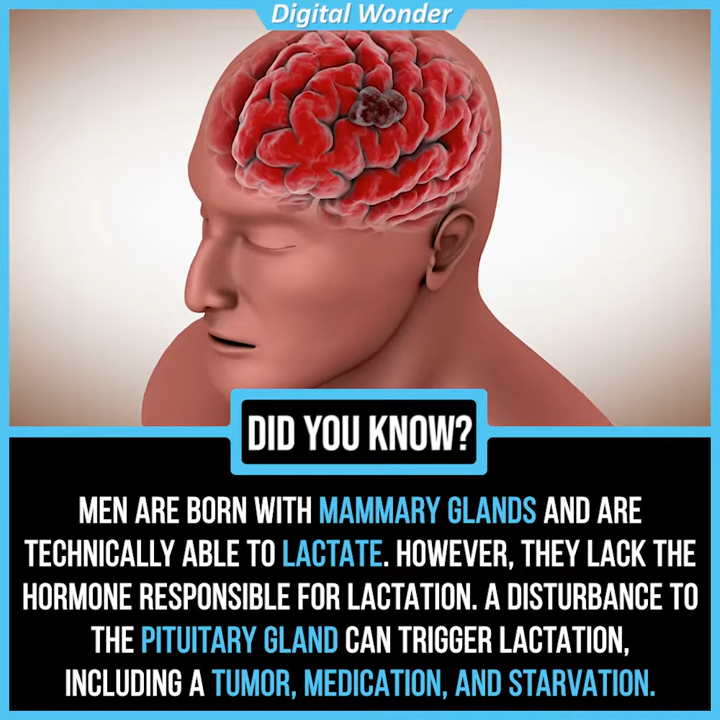 Digital Wonder
DID YOU KNOW?
MEN ARE BORN WITH MAMMARY GLANDS AND ARE
TECHNICALLY ABLE TO LACTATE. HOWEVER, THEY LACK THE
HORMONE RESPONSIBLE FOR LACTATION. A DISTURBANCE TO
THE PITUITARY GLAND CAN TRIGGER LACTATION,
INCLUDING A TUMOR, MEDICATION, AND STARVATION.